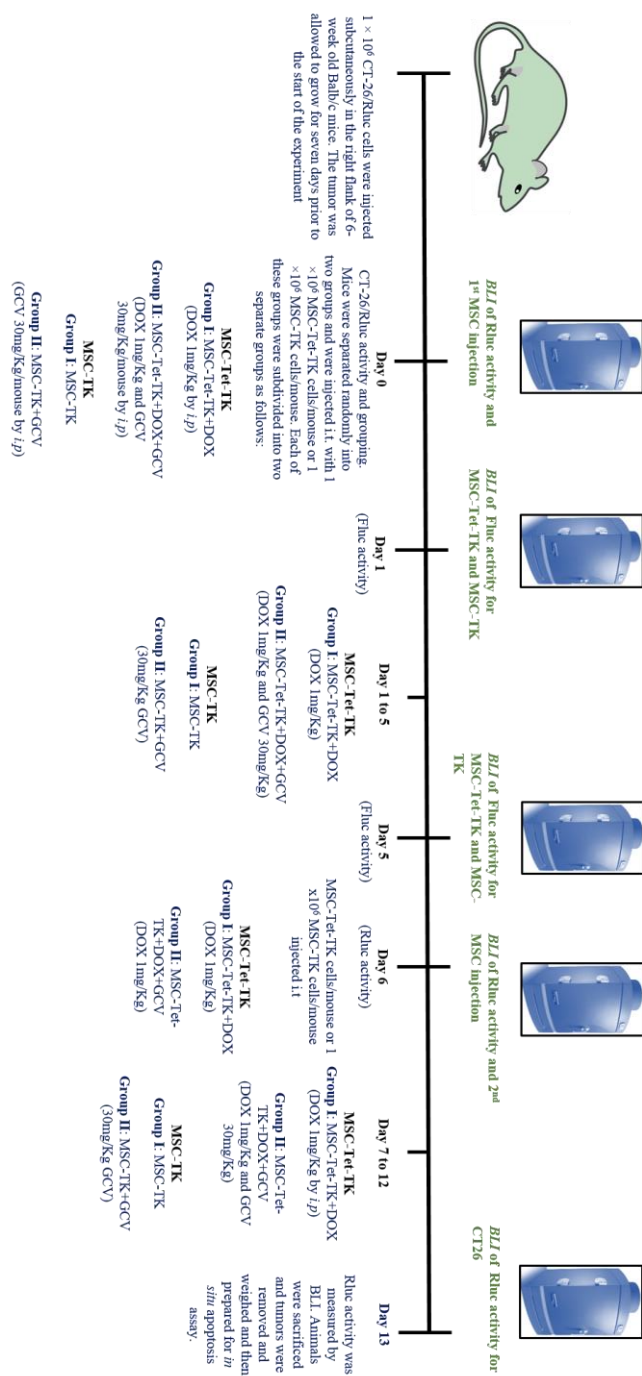 1 × 10⁶ CT-26/Rluc cells were injected
subcutaneously in the right flank of 6-
week old Balb/c mice. The tumor was
allowed to grow for seven days prior to
the start of the experiment
BLI of Rluc activity and
1st MSC injection
Day 0
CT-26/Rluc activity and grouping.
Mice were separated randomly into
two groups and were injected i.t. with 1
×10⁶ MSC-Tet-TK cells/mouse or 1
×10⁶ MSC-TK cells/mouse. Each of
these groups were subdivided into two
separate groups as follows:
MSC-Tet-TK
Group I: MSC-Tet-TK+DOX
(DOX 1mg/Kg by i.p)
Group II: MSC-Tet-TK+DOX+GCV
(DOX 1mg/Kg and GCV
30mg/Kg/mouse by i.p)
MSC-TK
Group I: MSC-TK
Group II: MSC-TK+GCV
(GCV 30mg/Kg/mouse by i.p)
BLI of Fluc activity for
MSC-Tet-TK and MSC-TK
Day 1
(Fluc activity)
Day 1 to 5
MSC-Tet-TK
Group I: MSC-Tet-TK+DOX
(DOX 1mg/Kg)
Group II: MSC-Tet-TK+DOX+GCV
(DOX 1mg/Kg and GCV 30mg/Kg)
MSC-TK
Group I: MSC-TK
Group II: MSC-TK+GCV
(30mg/Kg GCV)
BLI of Fluc activity for
MSC-Tet-TK and MSC-
TK
Day 5
(Fluc activity)
BLI of Rluc activity and 2nd
MSC injection
Day 6
(Rluc activity)
MSC-Tet-TK cells/mouse or 1
x10⁶ MSC-TK cells/mouse
injected i.t
MSC-Tet-TK
Group I: MSC-Tet-TK+DOX
(DOX 1mg/Kg)
Group II: MSC-Tet-
TK+DOX+GCV
(DOX 1mg/Kg)
Day 7 to 12
MSC-Tet-TK
Group I: MSC-Tet-TK+DOX
(DOX 1mg/Kg by i.p)
Group II: MSC-Tet-
TK+DOX+GCV
(DOX 1mg/Kg and GCV
30mg/Kg)
MSC-TK
Group I: MSC-TK
Group II: MSC-TK+GCV
(30mg/Kg GCV)
BLI of Rluc activity for
CT26
Day 13
Rluc activity was
measured by
BLI. Animals
were sacrificed
and tumors were
removed and
weighed and then
prepared for in
situ apoptosis
assay.